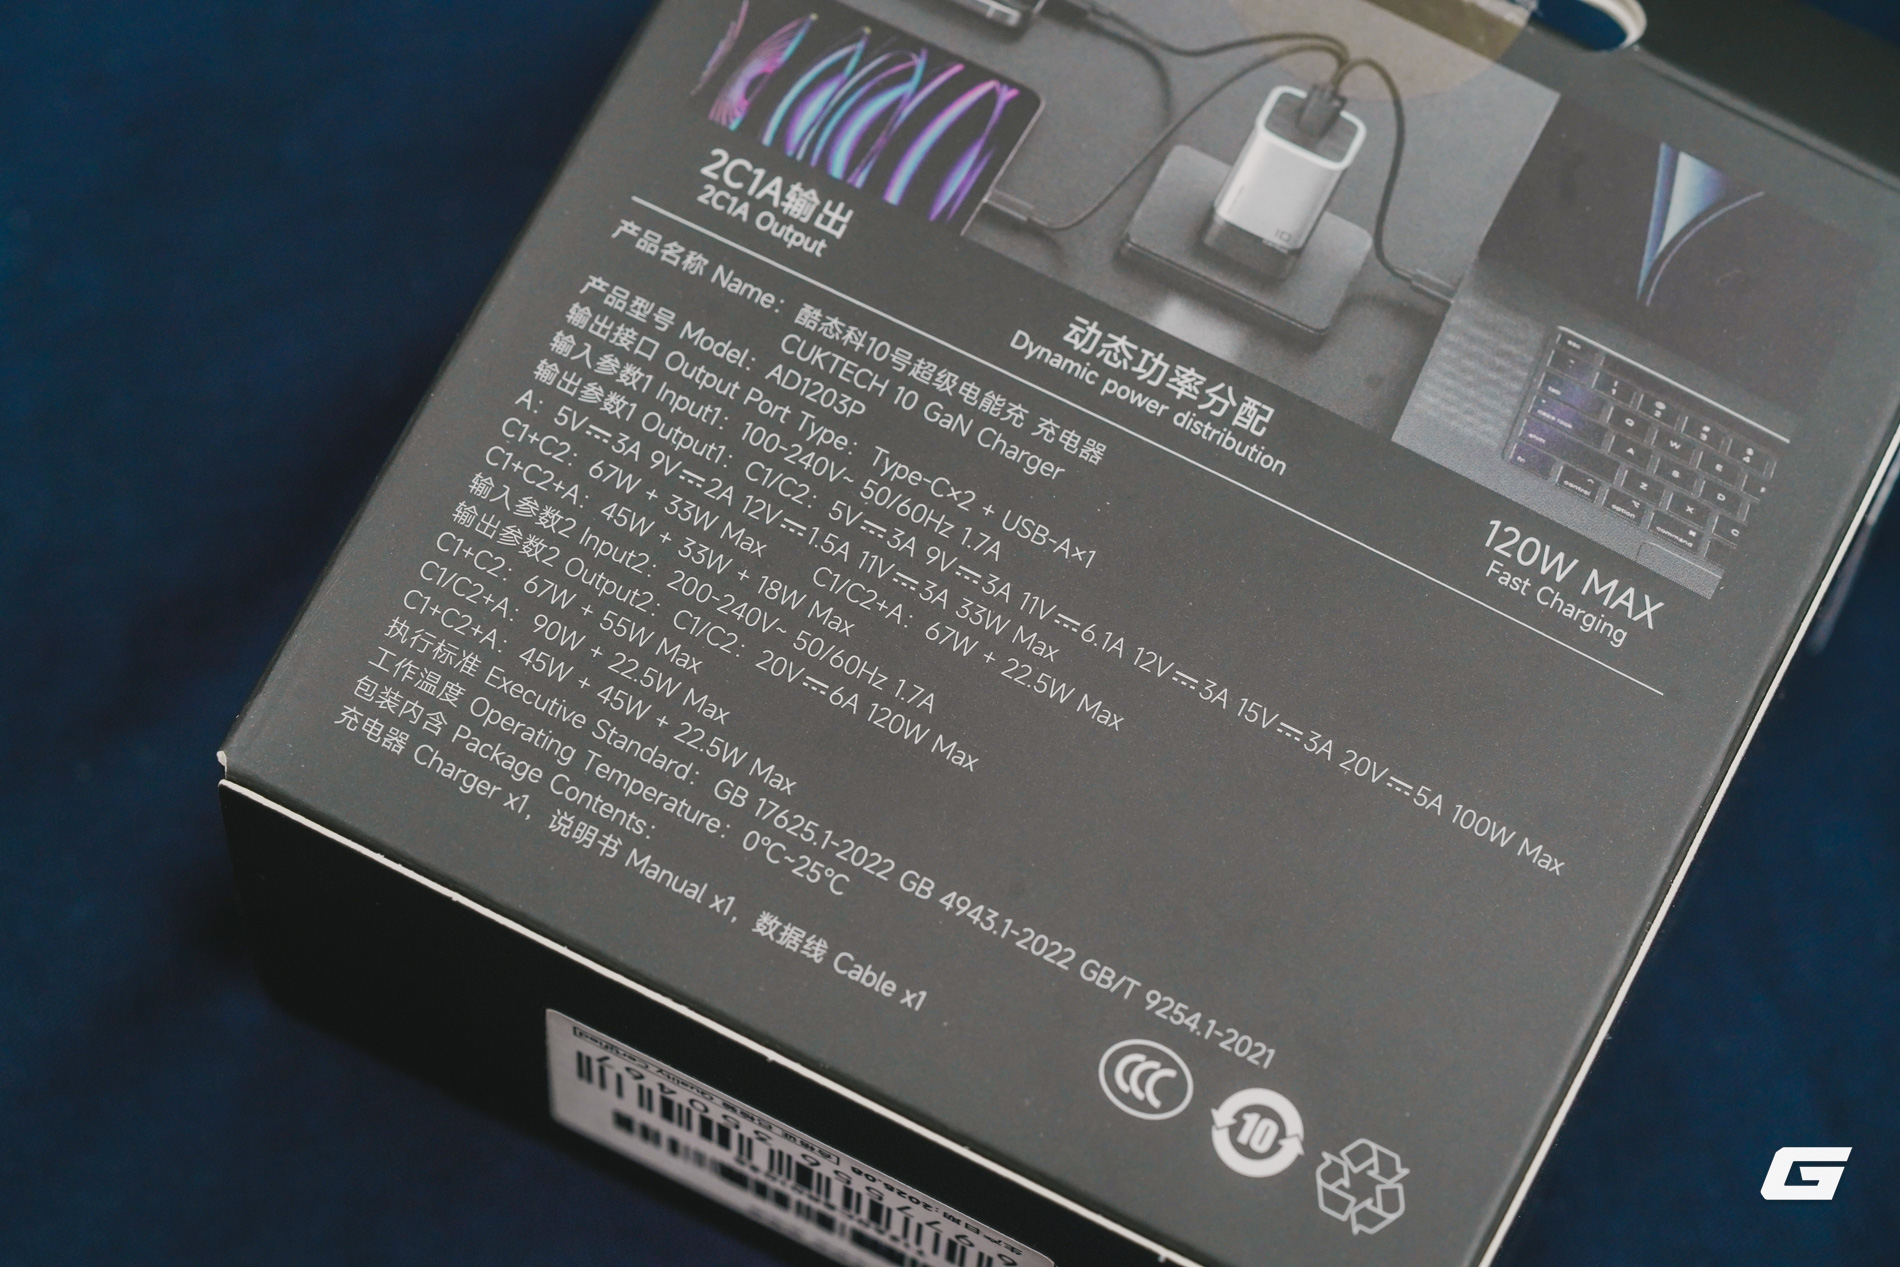 2C1A输出
2C1A Output
动态功率分配
Dynamic power distribution
120W MAX
Fast Charging
产品名称 Name：酷态科10号超级电能充 充电器
CUKTECH 10 GaN Charger
产品型号 Model：AD1203P
输出接口 Output Port Type：Type-C×2 + USB-A×1
输入参数1 Input1：100-240V~ 50/60Hz 1.7A
输出参数1 Output1：C1/C2：5V⎓3A 9V⎓3A 11V⎓6.1A 12V⎓3A 15V⎓3A 20V⎓5A 100W Max
A：5V⎓3A 9V⎓2A 12V⎓1.5A 11V⎓3A 33W Max
C1+C2：67W + 33W Max C1/C2+A：67W + 22.5W Max
C1+C2+A：45W + 33W + 18W Max
输入参数2 Input2：200-240V~ 50/60Hz 1.7A
输出参数2 Output2：C1/C2：20V⎓6A 120W Max
C1+C2：67W + 55W Max
C1/C2+A：90W + 22.5W Max
C1+C2+A：45W + 45W + 22.5W Max
执行标准 Executive Standard：GB 17625.1-2022 GB 4943.1-2022 GB/T 9254.1-2021
工作温度 Operating Temperature：0℃~25℃
包装内含 Package Contents：
充电器 Charger x1，说明书 Manual x1，数据线 Cable x1
CCC
10
G